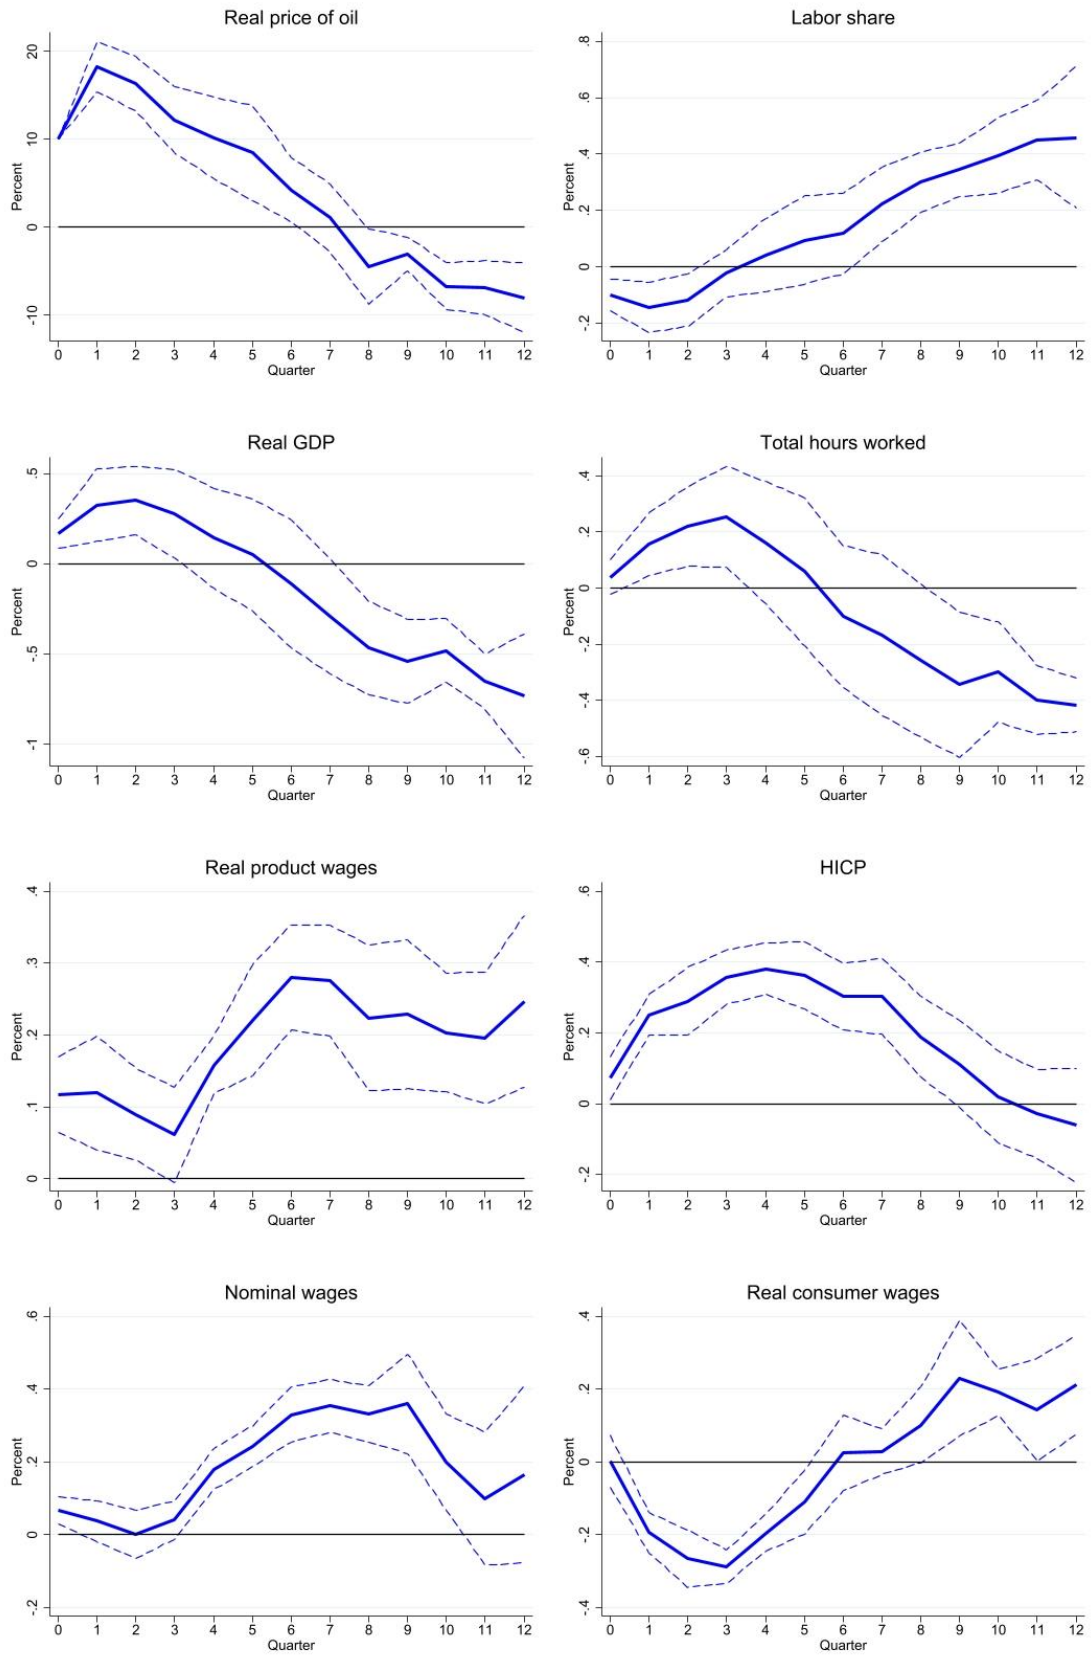 Real price of oil
Percent
20
10
0
-10
0 1 2 3 4 5 6 7 8 9 10 11 12
Quarter
Labor share
Percent
.8
.6
.4
.2
0
-.2
0 1 2 3 4 5 6 7 8 9 10 11 12
Quarter
Real GDP
Percent
.5
0
-.5
-1
0 1 2 3 4 5 6 7 8 9 10 11 12
Quarter
Total hours worked
Percent
.4
.2
0
-.2
-.4
-.6
0 1 2 3 4 5 6 7 8 9 10 11 12
Quarter
Real product wages
Percent
.4
.3
.2
.1
0
0 1 2 3 4 5 6 7 8 9 10 11 12
Quarter
HICP
Percent
.6
.4
.2
0
-.2
0 1 2 3 4 5 6 7 8 9 10 11 12
Quarter
Nominal wages
Percent
.6
.4
.2
0
-.2
0 1 2 3 4 5 6 7 8 9 10 11 12
Quarter
Real consumer wages
Percent
.4
.2
0
-.2
-.4
0 1 2 3 4 5 6 7 8 9 10 11 12
Quarter